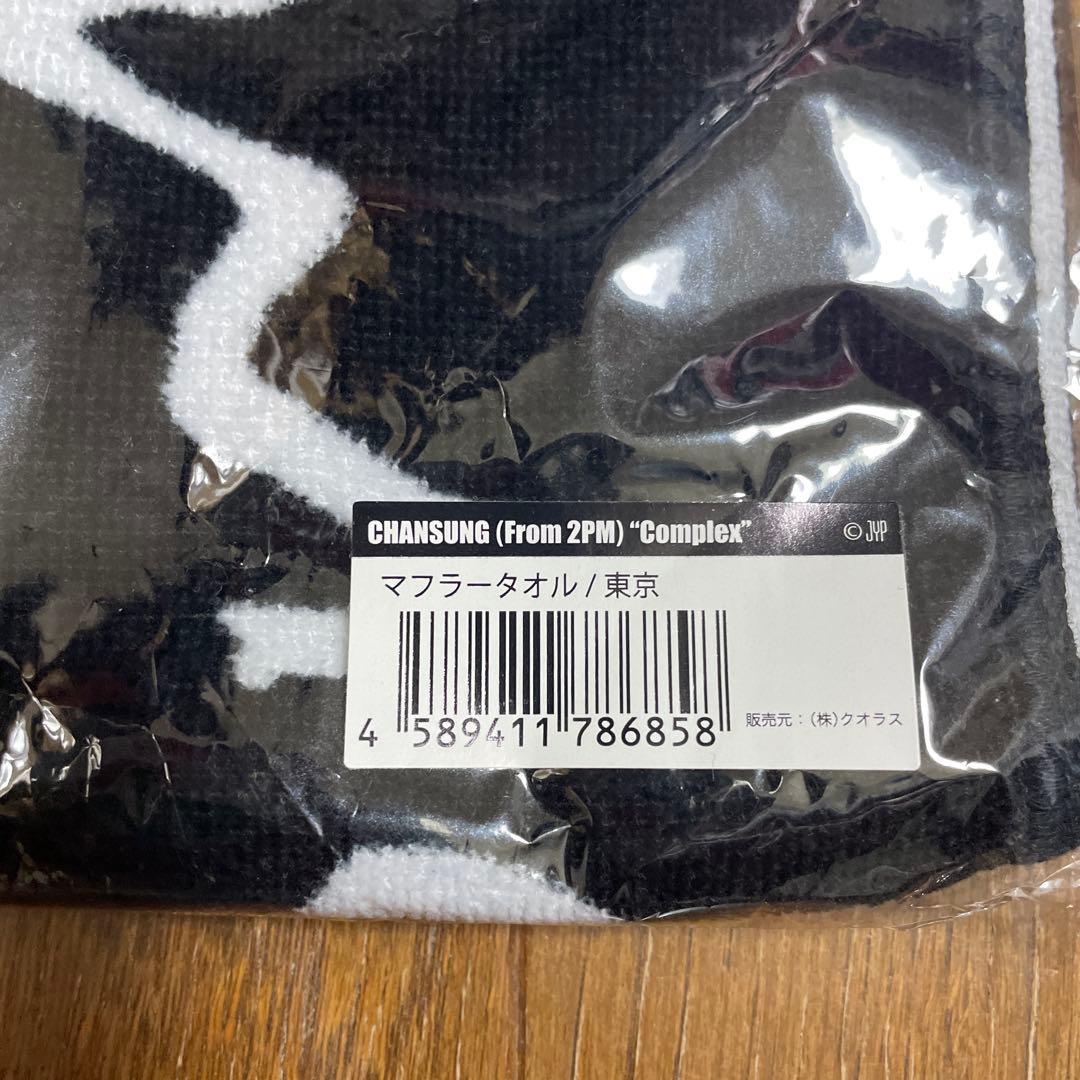 CHANSUNG (From 2PM) “Complex” © JYP
マフラータオル / 東京
4 589411 786858
販売元：（株）クオラス